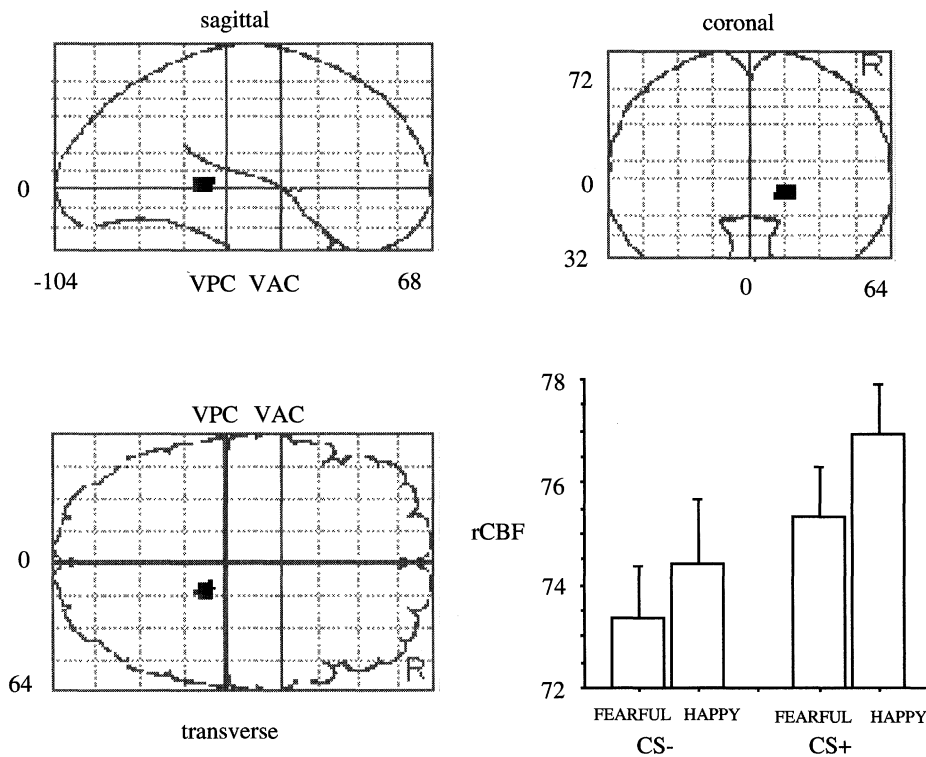 sagittal
coronal
R
72
0
0
32
-104
VPC VAC
68
0
64
VPC VAC
0
64
R
transverse
78
76
rCBF
74
72
FEARFUL HAPPY FEARFUL HAPPY
CS- CS+